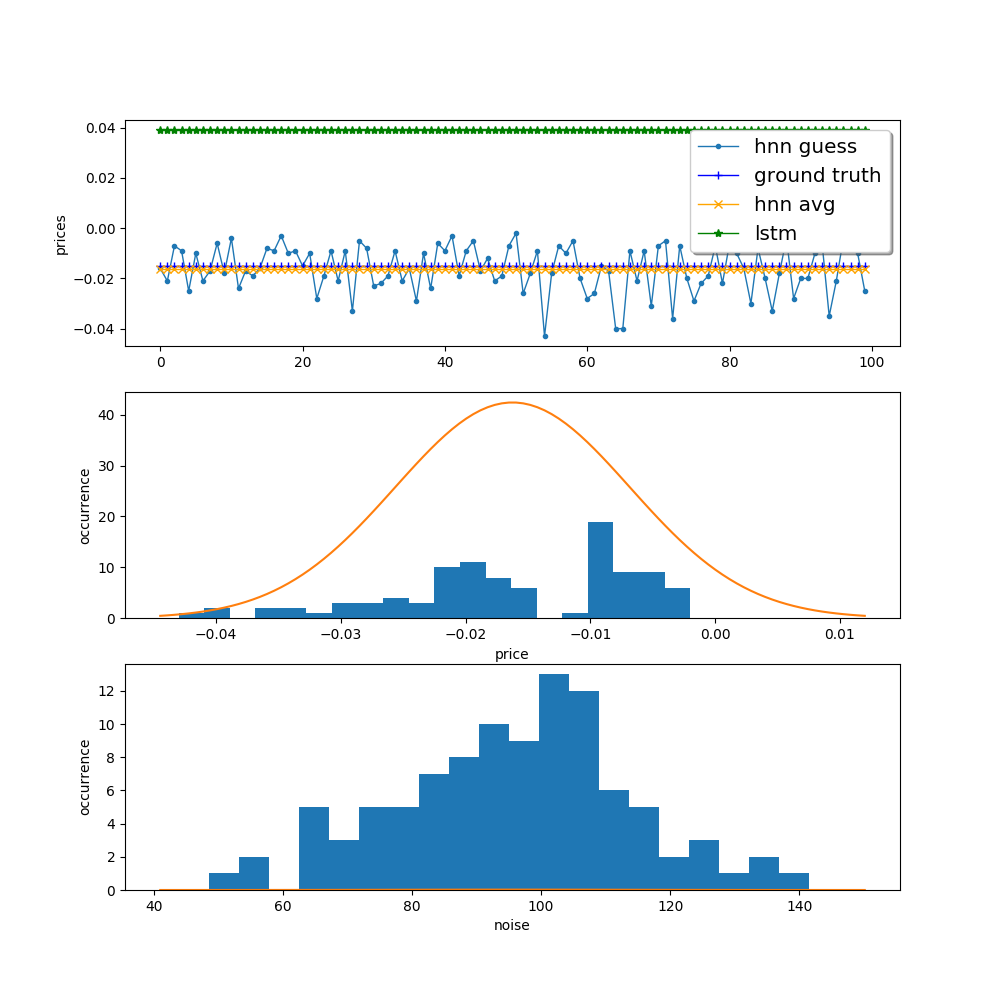 0.04
0.02
0.00
−0.02
−0.04
prices
hnn guess
ground truth
hnn avg
lstm
0 20 40 60 80 100
40
30
20
10
0
occurrence
−0.04 −0.03 −0.02 −0.01 0.00 0.01
price
12
10
8
6
4
2
0
occurrence
40 60 80 100 120 140
noise